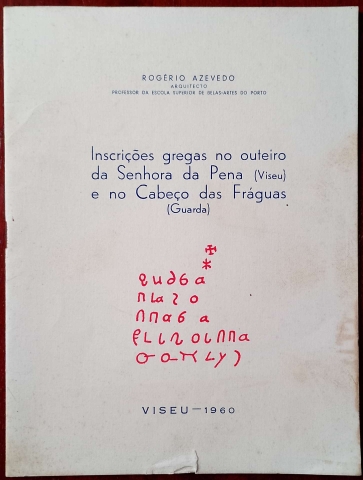 ROGÉRIO AZEVEDO
ARQUITECTO
PROFESSOR DA ESCOLA SUPERIOR DE BELAS-ARTES DO PORTO
Inscrições gregas no outeiro
da Senhora da Pena (Viseu)
e no Cabeço das Fráguas
(Guarda)
VISEU — 1960